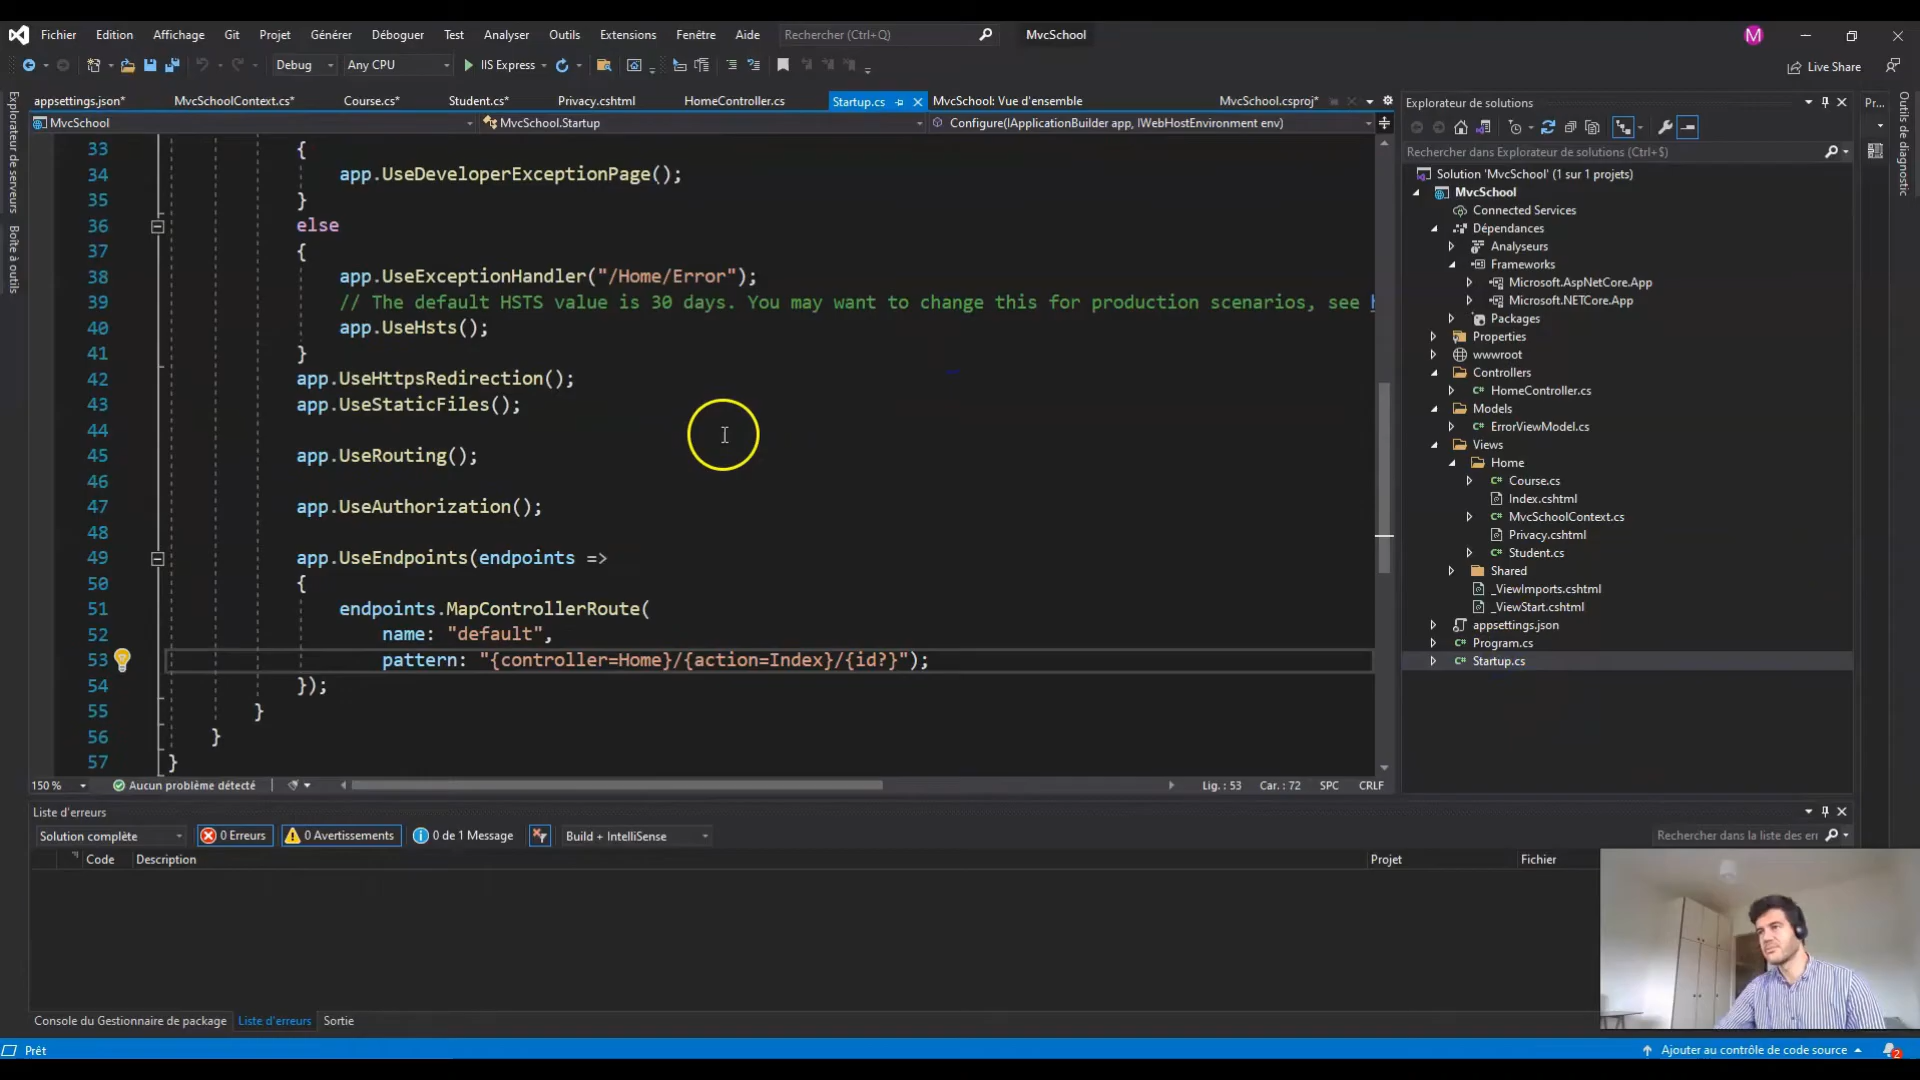 Fichier Edition Affichage Git Projet Générer Déboguer Test Analyser Outils Extensions Fenêtre Aide Rechercher (Ctrl+Q) MvcSchool M
Debug Any CPU IIS Express Live Share
appsettings.json* MvcSchoolContext.cs* Course.cs* Student.cs* Privacy.cshtml HomeController.cs Startup.cs MvcSchool: Vue d'ensemble MvcSchool.csproj*
MvcSchool MvcSchool.Startup Configure(IApplicationBuilder app, IWebHostEnvironment env)
Explorateur de serveurs
Boîte à outils
33 {
34 app.UseDeveloperExceptionPage();
35 }
36 else
37 {
38 app.UseExceptionHandler("/Home/Error");
39 // The default HSTS value is 30 days. You may want to change this for production scenarios, see h
40 app.UseHsts();
41 }
42 app.UseHttpsRedirection();
43 app.UseStaticFiles();
44
45 app.UseRouting();
46
47 app.UseAuthorization();
48
49 app.UseEndpoints(endpoints =>
50 {
51 endpoints.MapControllerRoute(
52 name: "default",
53 pattern: "{controller=Home}/{action=Index}/{id?}");
54 });
55 }
56 }
57 }
150 % Aucun problème détecté Lig. : 53 Car. : 72 SPC CRLF
Explorateur de solutions
Rechercher dans Explorateur de solutions (Ctrl+$)
Solution 'MvcSchool' (1 sur 1 projets)
MvcSchool
Connected Services
Dépendances
Analyseurs
Frameworks
Microsoft.AspNetCore.App
Microsoft.NETCore.App
Packages
Properties
wwwroot
Controllers
C# HomeController.cs
Models
C# ErrorViewModel.cs
Views
Home
C# Course.cs
Index.cshtml
C# MvcSchoolContext.cs
Privacy.cshtml
C# Student.cs
Shared
_ViewImports.cshtml
_ViewStart.cshtml
appsettings.json
C# Program.cs
C# Startup.cs
Pr...
Outils de diagnostic
Liste d'erreurs
Solution complète 0 Erreurs 0 Avertissements 0 de 1 Message Build + IntelliSense Rechercher dans la liste des err
Code Description Projet Fichier
Console du Gestionnaire de package Liste d'erreurs Sortie
Prêt Ajouter au contrôle de code source 2